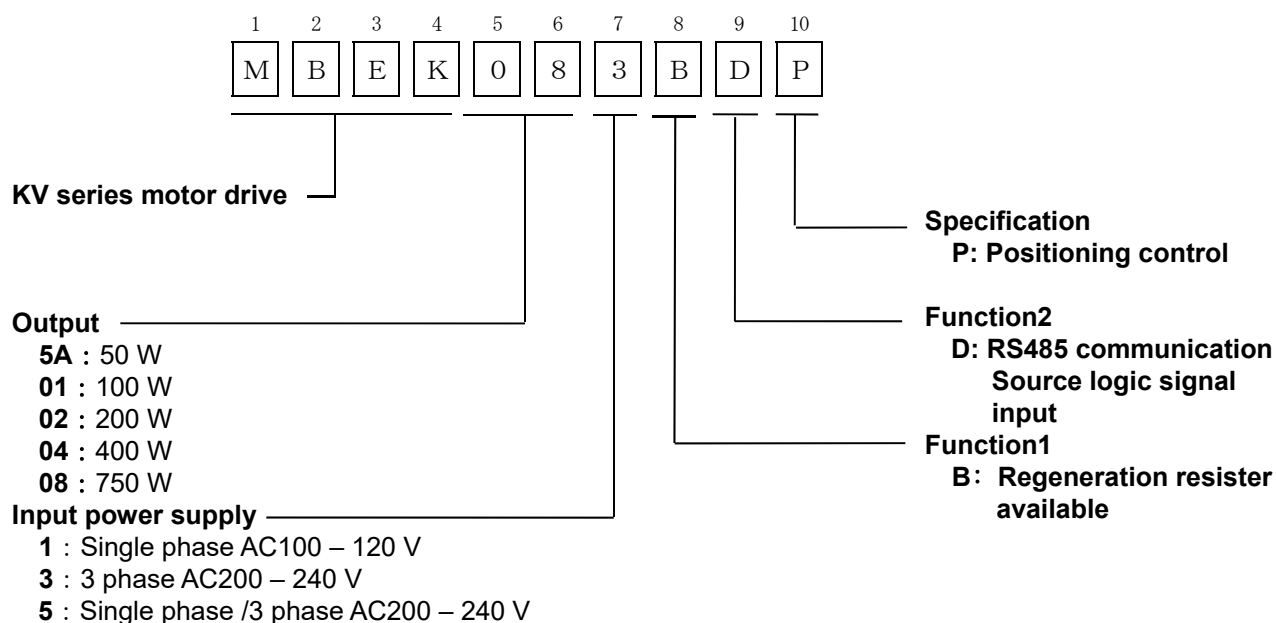 1 2 3 4 5 6 7 8 9 10
M B E K 0 8 3 B D P
KV series motor drive
Specification
P: Positioning control
Output
5A : 50 W
01 : 100 W
02 : 200 W
04 : 400 W
08 : 750 W
Function2
D: RS485 communication
Source logic signal
input
Function1
B: Regeneration resister
available
Input power supply
1 : Single phase AC100 – 120 V
3 : 3 phase AC200 – 240 V
5 : Single phase /3 phase AC200 – 240 V